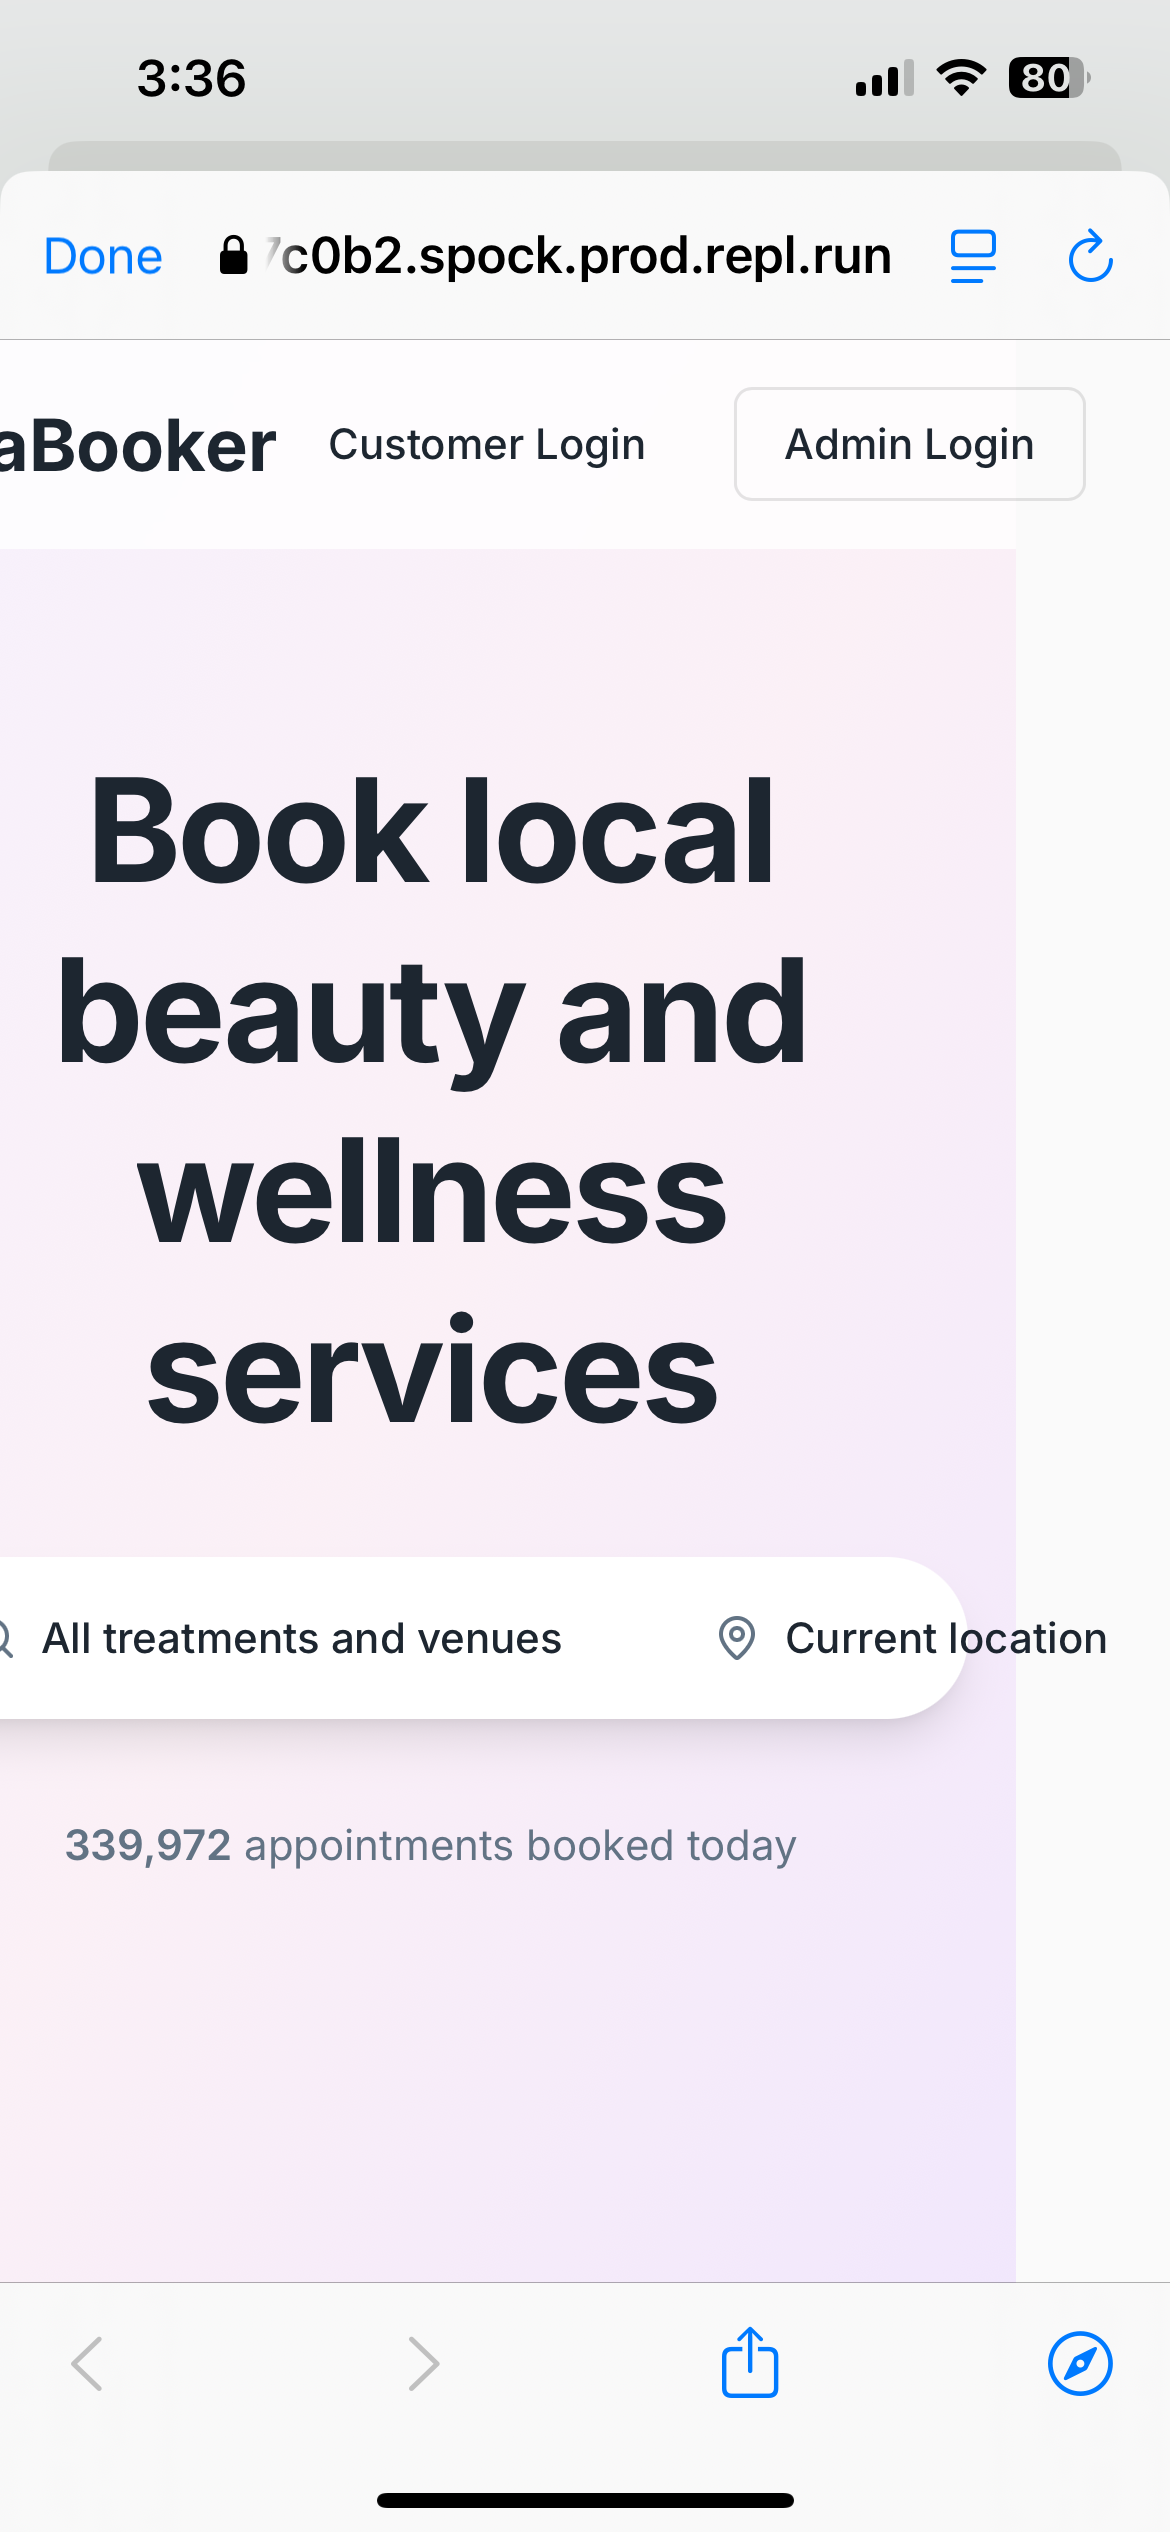 3:36
80
Done
7c0b2.spock.prod.repl.run
aBooker
Customer Login
Admin Login
Book local
beauty and
wellness
services
All treatments and venues
Current location
339,972 appointments booked today